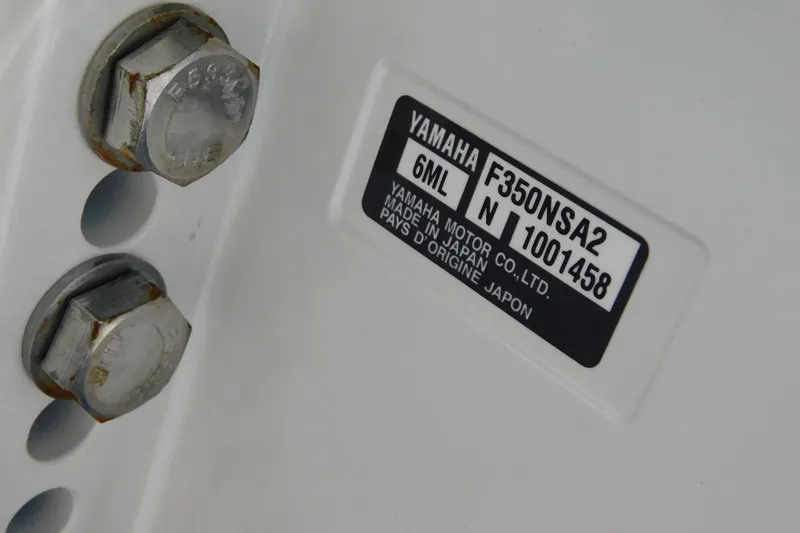 YAMAHA
F350NSA2
6ML
N
1001458
YAMAHA MOTOR CO.,LTD.
MADE IN JAPAN
PAYS D'ORIGINE JAPON